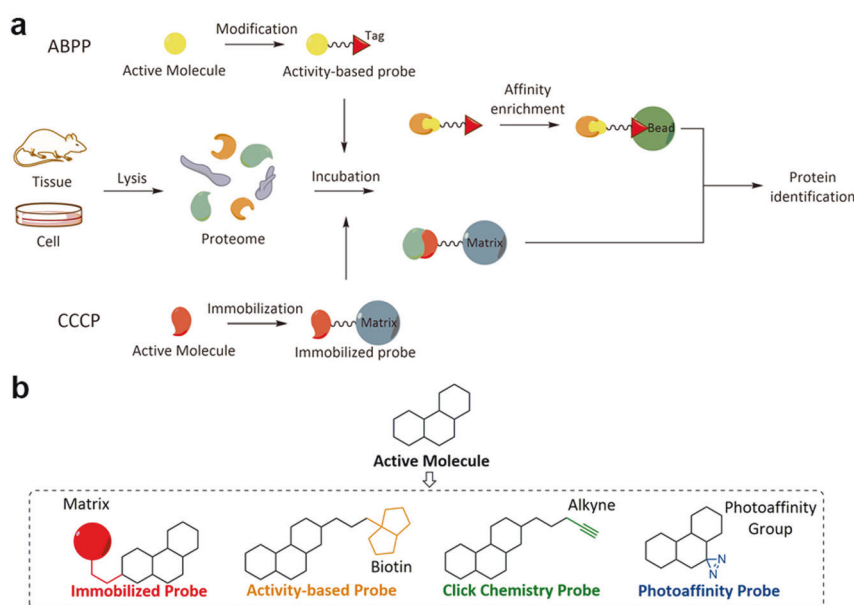 a
ABPP
Modification
Tag
Active Molecule
Activity-based probe
Affinity
enrichment
Bead
Tissue
Lysis
Incubation
Protein
identification
Cell
Proteome
Matrix
CCCP
Immobilization
Matrix
Active Molecule
Immobilized probe
b
Active Molecule
Matrix
Alkyne
Photoaffinity
Group
Biotin
N
N
Immobilized Probe
Activity-based Probe
Click Chemistry Probe
Photoaffinity Probe